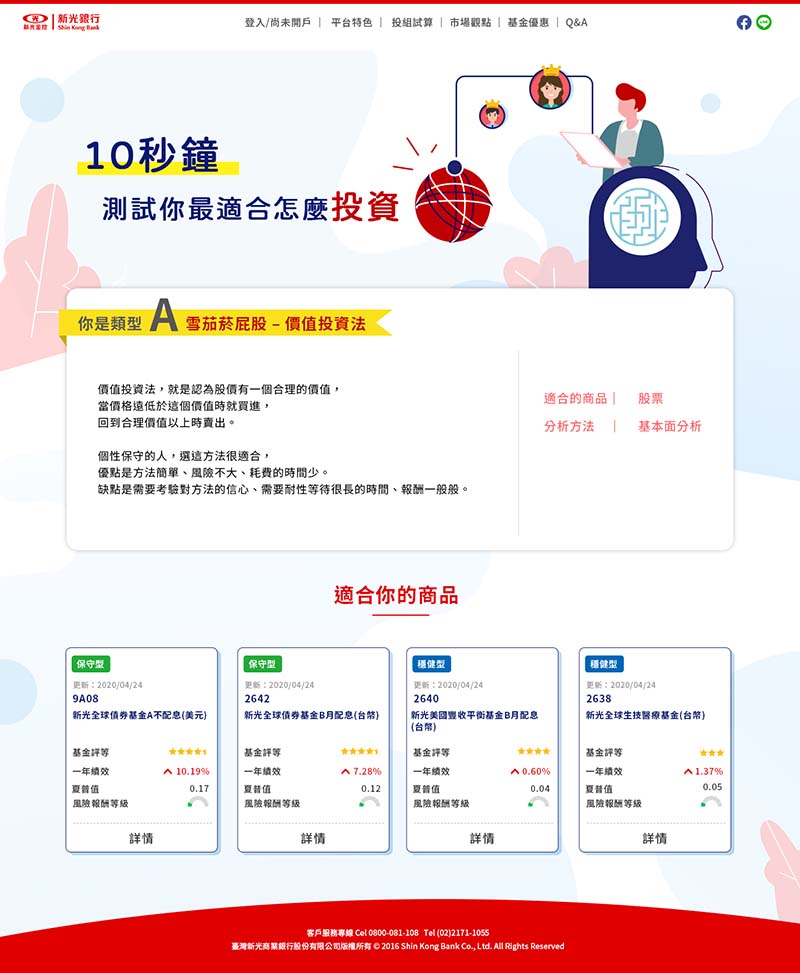 新光金控
新光銀行
Shin Kong Bank
登入/尚未開戶 | 平台特色 | 投組試算 | 市場觀點 | 基金優惠 | Q&A
10秒鐘
測試你最適合怎麼投資
你是類型 A 雪茄菸屁股 – 價值投資法
價值投資法，就是認為股價有一個合理的價值，
當價格遠低於這個價值時就買進，
回到合理價值以上時賣出。
個性保守的人，選這方法很適合，
優點是方法簡單、風險不大、耗費的時間少。
缺點是需要考驗對方法的信心、需要耐性等待很長的時間、報酬一般般。
適合的商品 | 股票
分析方法 | 基本面分析
適合你的商品
保守型
更新：2020/04/24
9A08
新光全球債券基金A不配息(美元)
基金評等
一年績效 10.19%
夏普值 0.17
風險報酬等級
詳情
保守型
更新：2020/04/24
2642
新光全球債券基金B月配息(台幣)
基金評等
一年績效 7.28%
夏普值 0.12
風險報酬等級
詳情
穩健型
更新：2020/04/24
2640
新光美國豐收平衡基金B月配息
(台幣)
基金評等
一年績效 0.60%
夏普值 0.04
風險報酬等級
詳情
穩健型
更新：2020/04/24
2638
新光全球生技醫療基金(台幣)
基金評等
一年績效 1.37%
夏普值 0.05
風險報酬等級
詳情
客戶服務專線 Cel 0800-081-108 Tel (02)2171-1055
臺灣新光商業銀行股份有限公司版權所有 © 2016 Shin Kong Bank Co., Ltd. All Rights Reserved